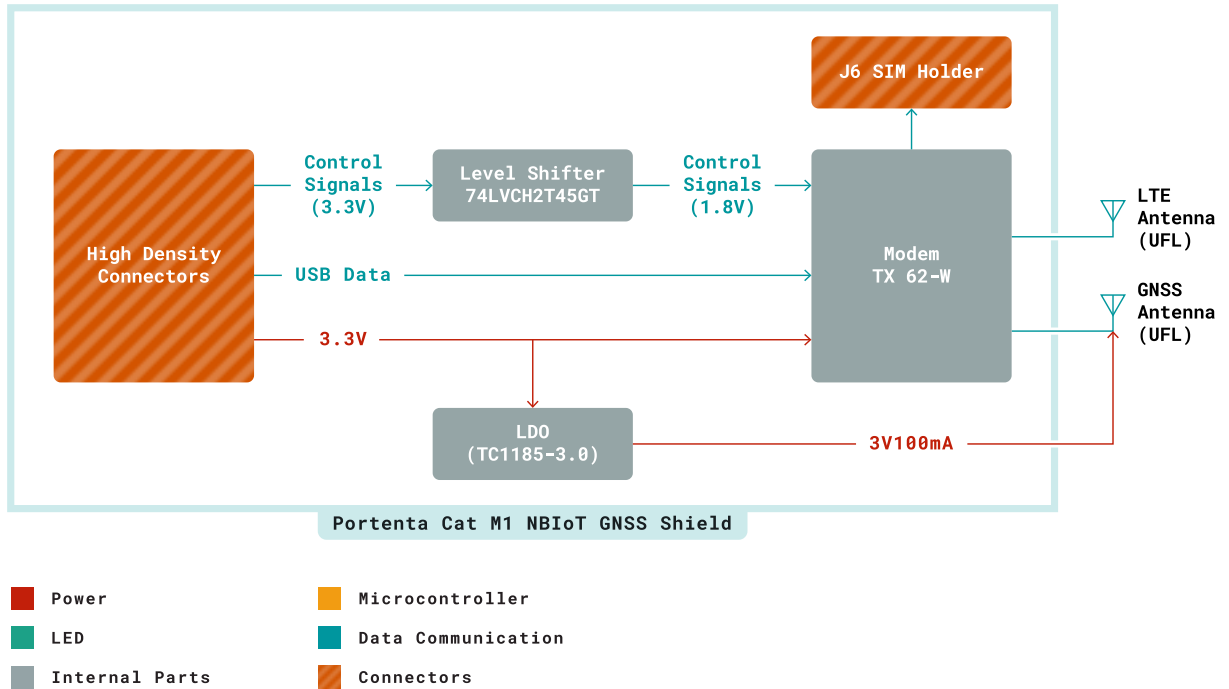 J6 SIM Holder
Control
Signals
(3.3V)
Level Shifter
74LVCH2T45GT
Control
Signals
(1.8V)
LTE
Antenna
(UFL)
High Density
Connectors
USB Data
Modem
TX 62-W
GNSS
Antenna
(UFL)
3.3V
LDO
(TC1185-3.0)
3V100mA
Portenta Cat M1 NBIoT GNSS Shield
Power
Microcontroller
LED
Data Communication
Internal Parts
Connectors